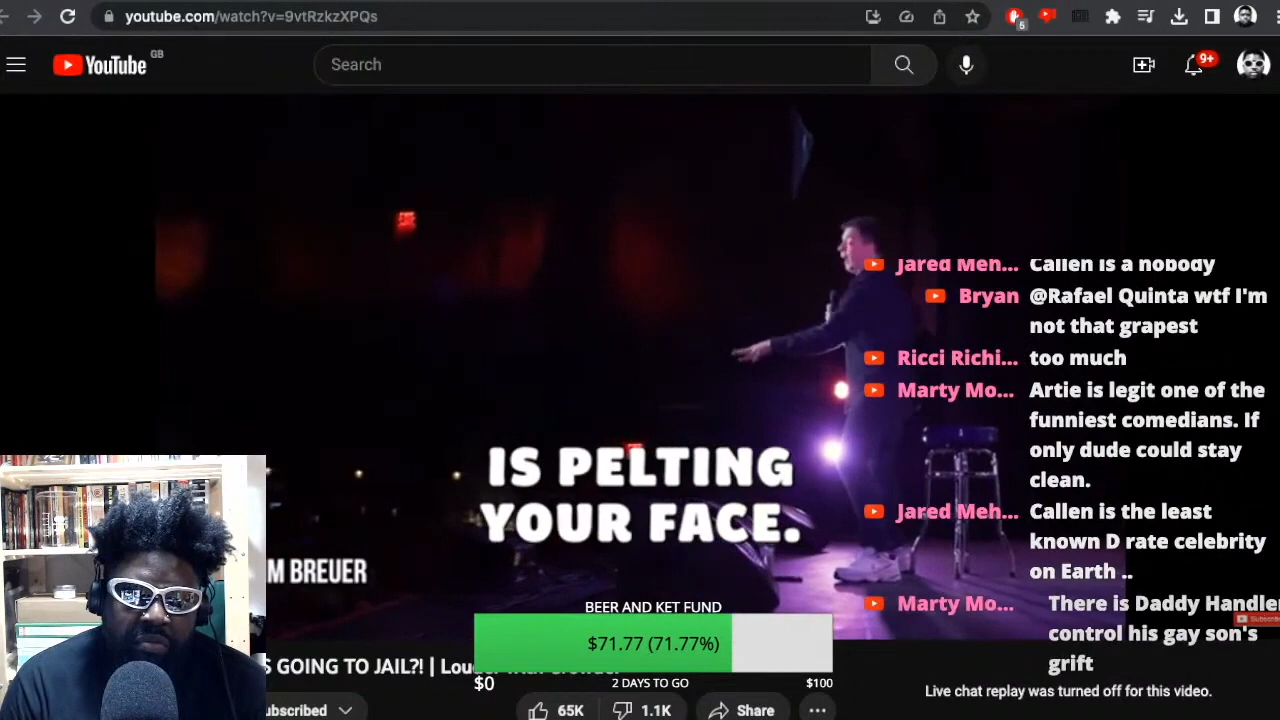 youtube.com/watch?v=9vtRzkzXPQs
5
YouTube GB
Search
9+
Jared Men... Callen is a nobody
Bryan @Rafael Quinta wtf I'm
not that grapest
Ricci Richi... too much
Marty Mo... Artie is legit one of the
funniest comedians. If
only dude could stay
clean.
Jared Meh... Callen is the least
known D rate celebrity
on Earth ..
Marty Mo... There is Daddy Handler
control his gay son's
grift
IS PELTING
YOUR FACE.
M BREUER
BEER AND KET FUND
$71.77 (71.77%)
$0
2 DAYS TO GO
$100
S GOING TO JAIL?! | Lou
Live chat replay was turned off for this video.
ubscribed
65K
1.1K
Share